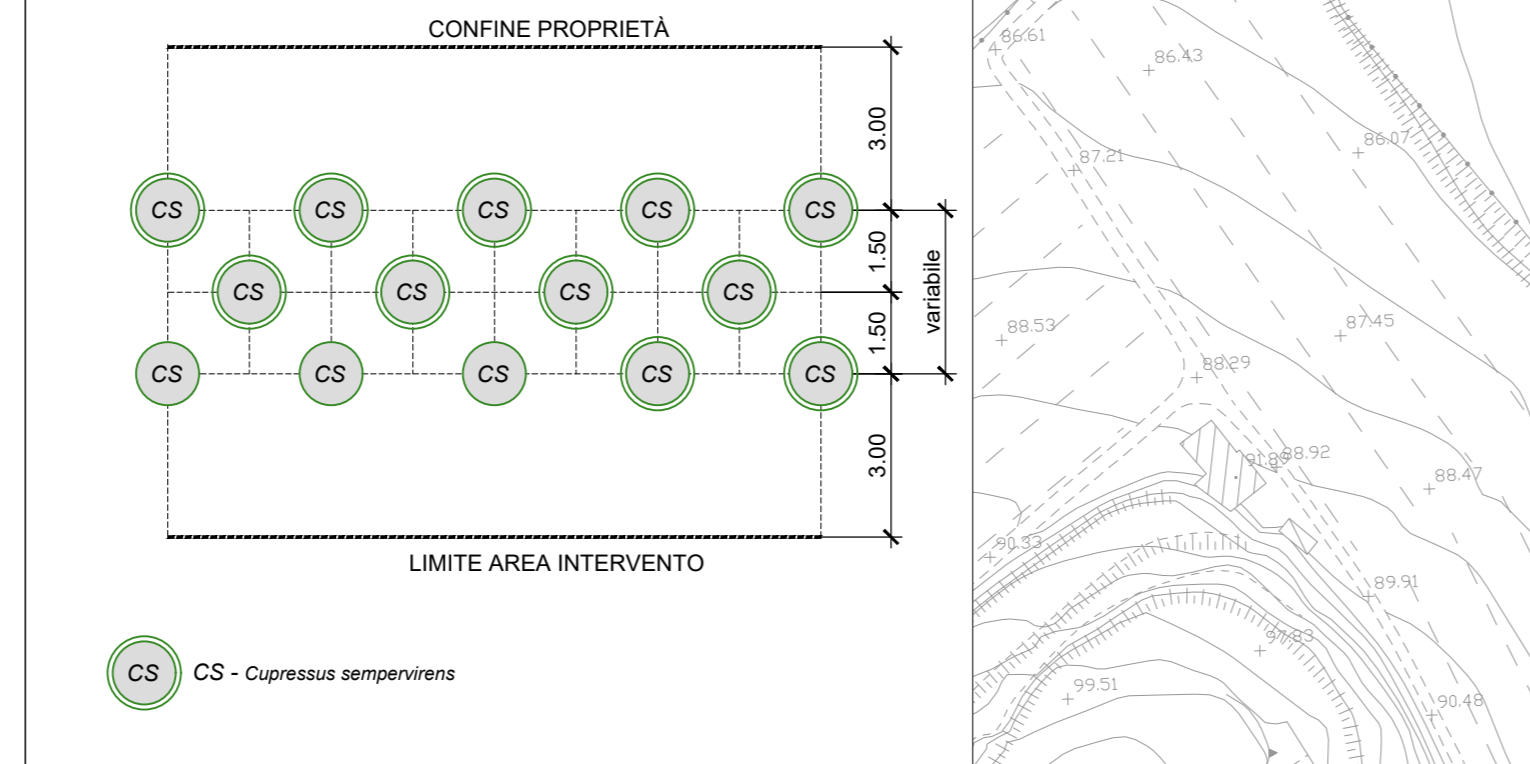 CONFINE PROPRIETÀ
3.00
CS CS CS CS CS
1.50
CS CS CS CS
variabile
1.50
CS CS CS CS CS
3.00
LIMITE AREA INTERVENTO
CS CS - Cupressus sempervirens
86.61
86.43
86.07
87.21
88.53
87.45
88.29
91.89
88.92
88.47
90.33
89.91
97.83
99.51
90.48